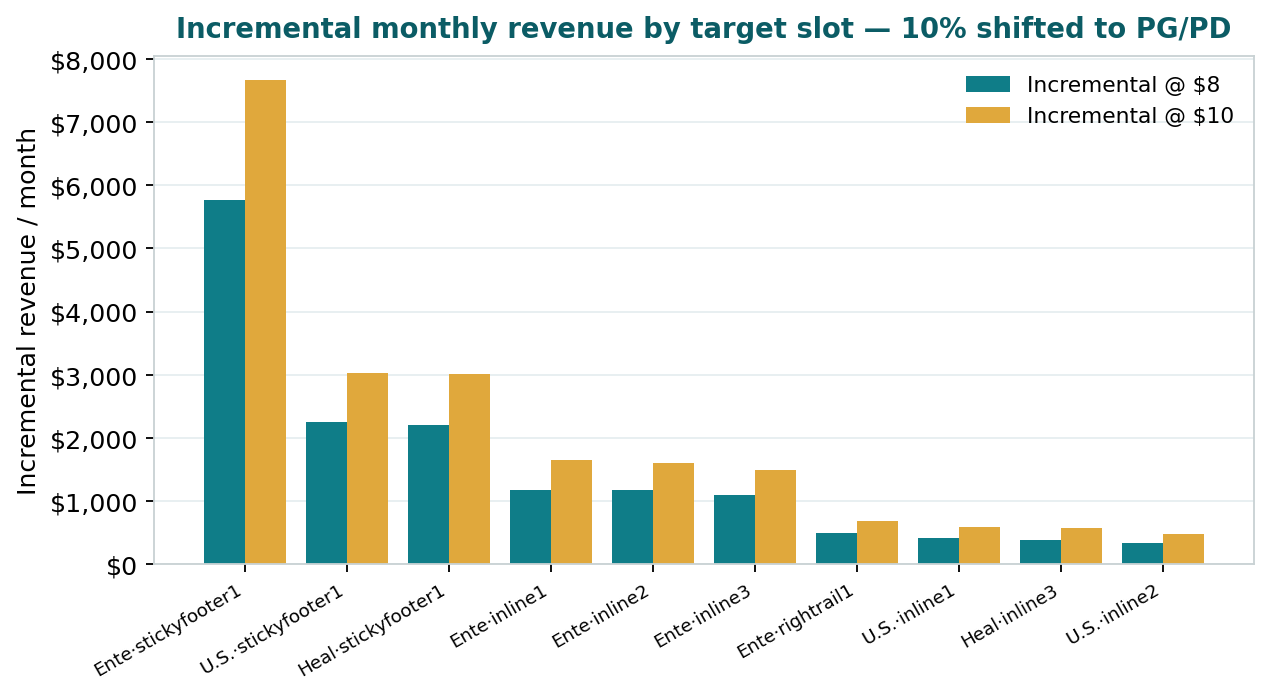 Incremental monthly revenue by target slot — 10% shifted to PG/PD
Incremental revenue / month
$8,000
$7,000
$6,000
$5,000
$4,000
$3,000
$2,000
$1,000
$0
Incremental @ $8
Incremental @ $10
Ente·stickyfooter1
U.S.·stickyfooter1
Heal·stickyfooter1
Ente·inline1
Ente·inline2
Ente·inline3
Ente·rightrail1
U.S.·inline1
Heal·inline3
U.S.·inline2